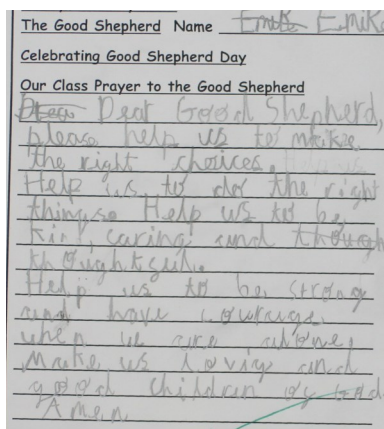 The Good Shepherd Name Emike
Celebrating Good Shepherd Day
Our Class Prayer to the Good Shepherd
Dear Good Shepherd,
please help us to make
the right choices.
Help us to do the right
things. Help us to be
caring and
thoughtful.
Help us to be strong
and have courage
when we are alone.
Make us loviy and
good children of God.
Amen